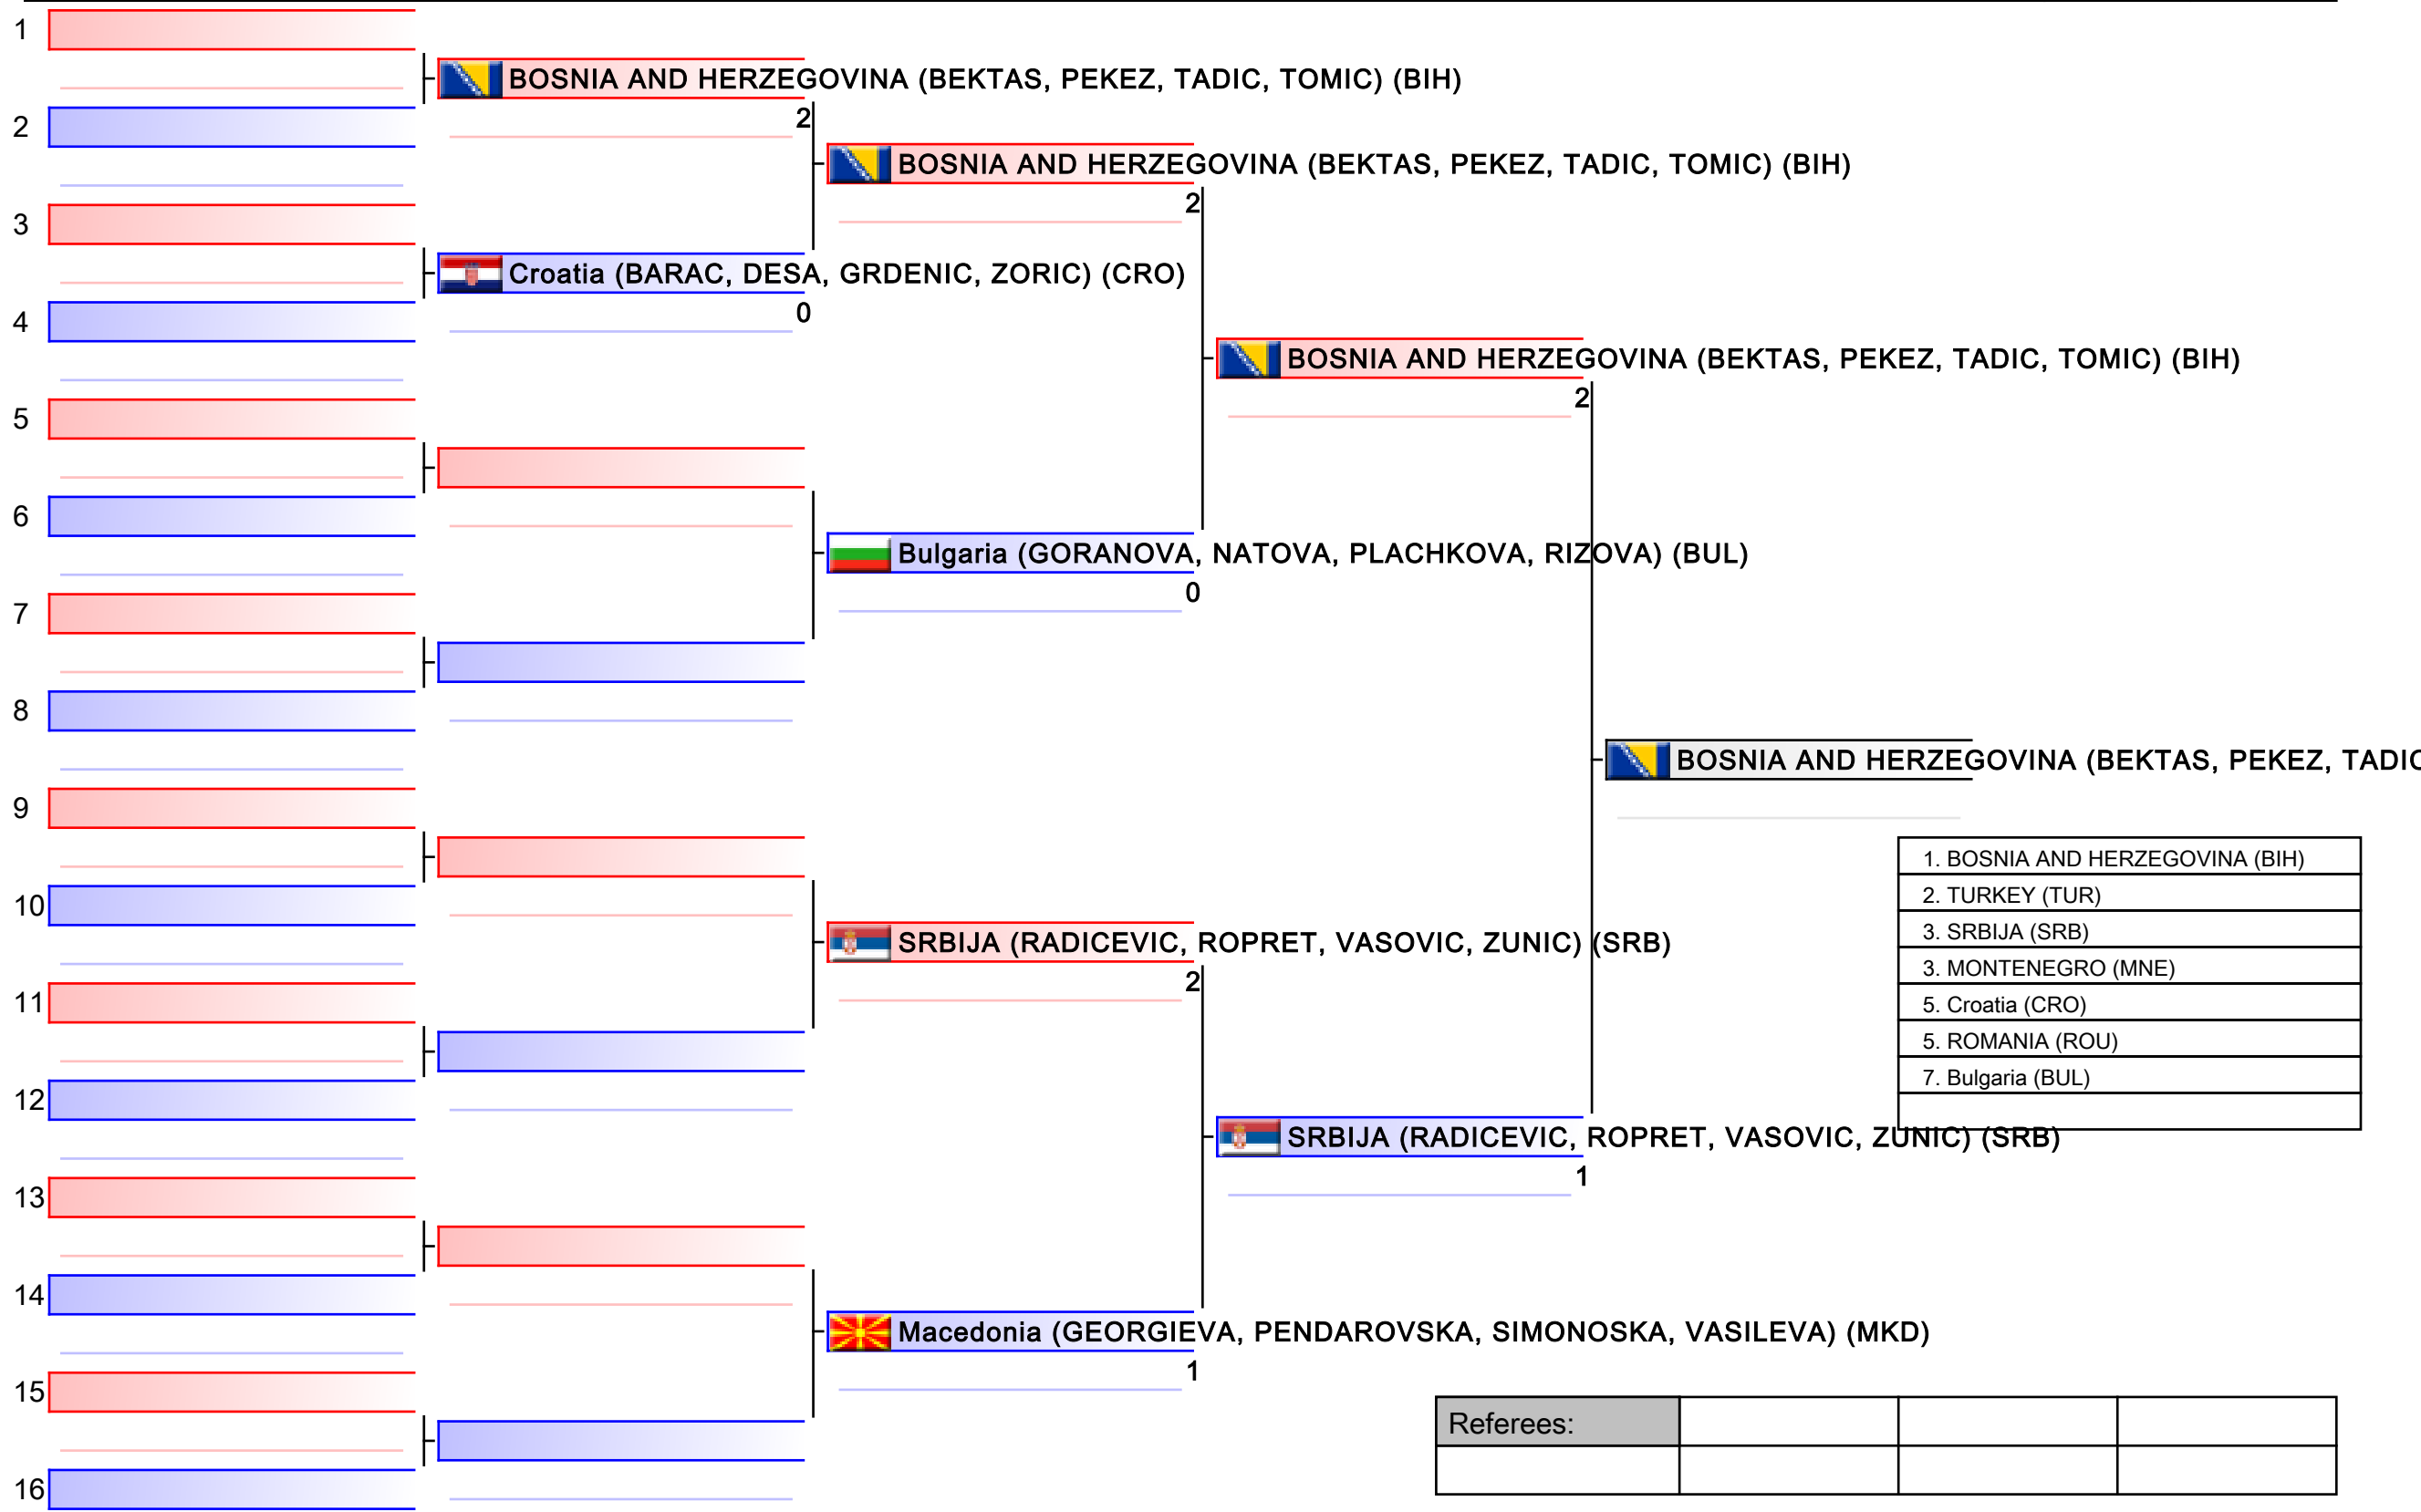 1
BOSNIA AND HERZEGOVINA (BEKTAS, PEKEZ, TADIC, TOMIC) (BIH)
2
2
BOSNIA AND HERZEGOVINA (BEKTAS, PEKEZ, TADIC, TOMIC) (BIH)
2
3
Croatia (BARAC, DESA, GRDENIC, ZORIC) (CRO)
0
4
BOSNIA AND HERZEGOVINA (BEKTAS, PEKEZ, TADIC, TOMIC) (BIH)
2
5
6
Bulgaria (GORANOVA, NATOVA, PLACHKOVA, RIZOVA) (BUL)
0
7
8
BOSNIA AND HERZEGOVINA (BEKTAS, PEKEZ, TADIC
9
1. BOSNIA AND HERZEGOVINA (BIH)
2. TURKEY (TUR)
3. SRBIJA (SRB)
3. MONTENEGRO (MNE)
5. Croatia (CRO)
5. ROMANIA (ROU)
7. Bulgaria (BUL)
10
SRBIJA (RADICEVIC, ROPRET, VASOVIC, ZUNIC) (SRB)
2
11
12
SRBIJA (RADICEVIC, ROPRET, VASOVIC, ZUNIC) (SRB)
1
13
14
Macedonia (GEORGIEVA, PENDAROVSKA, SIMONOSKA, VASILEVA) (MKD)
1
15
Referees:
16